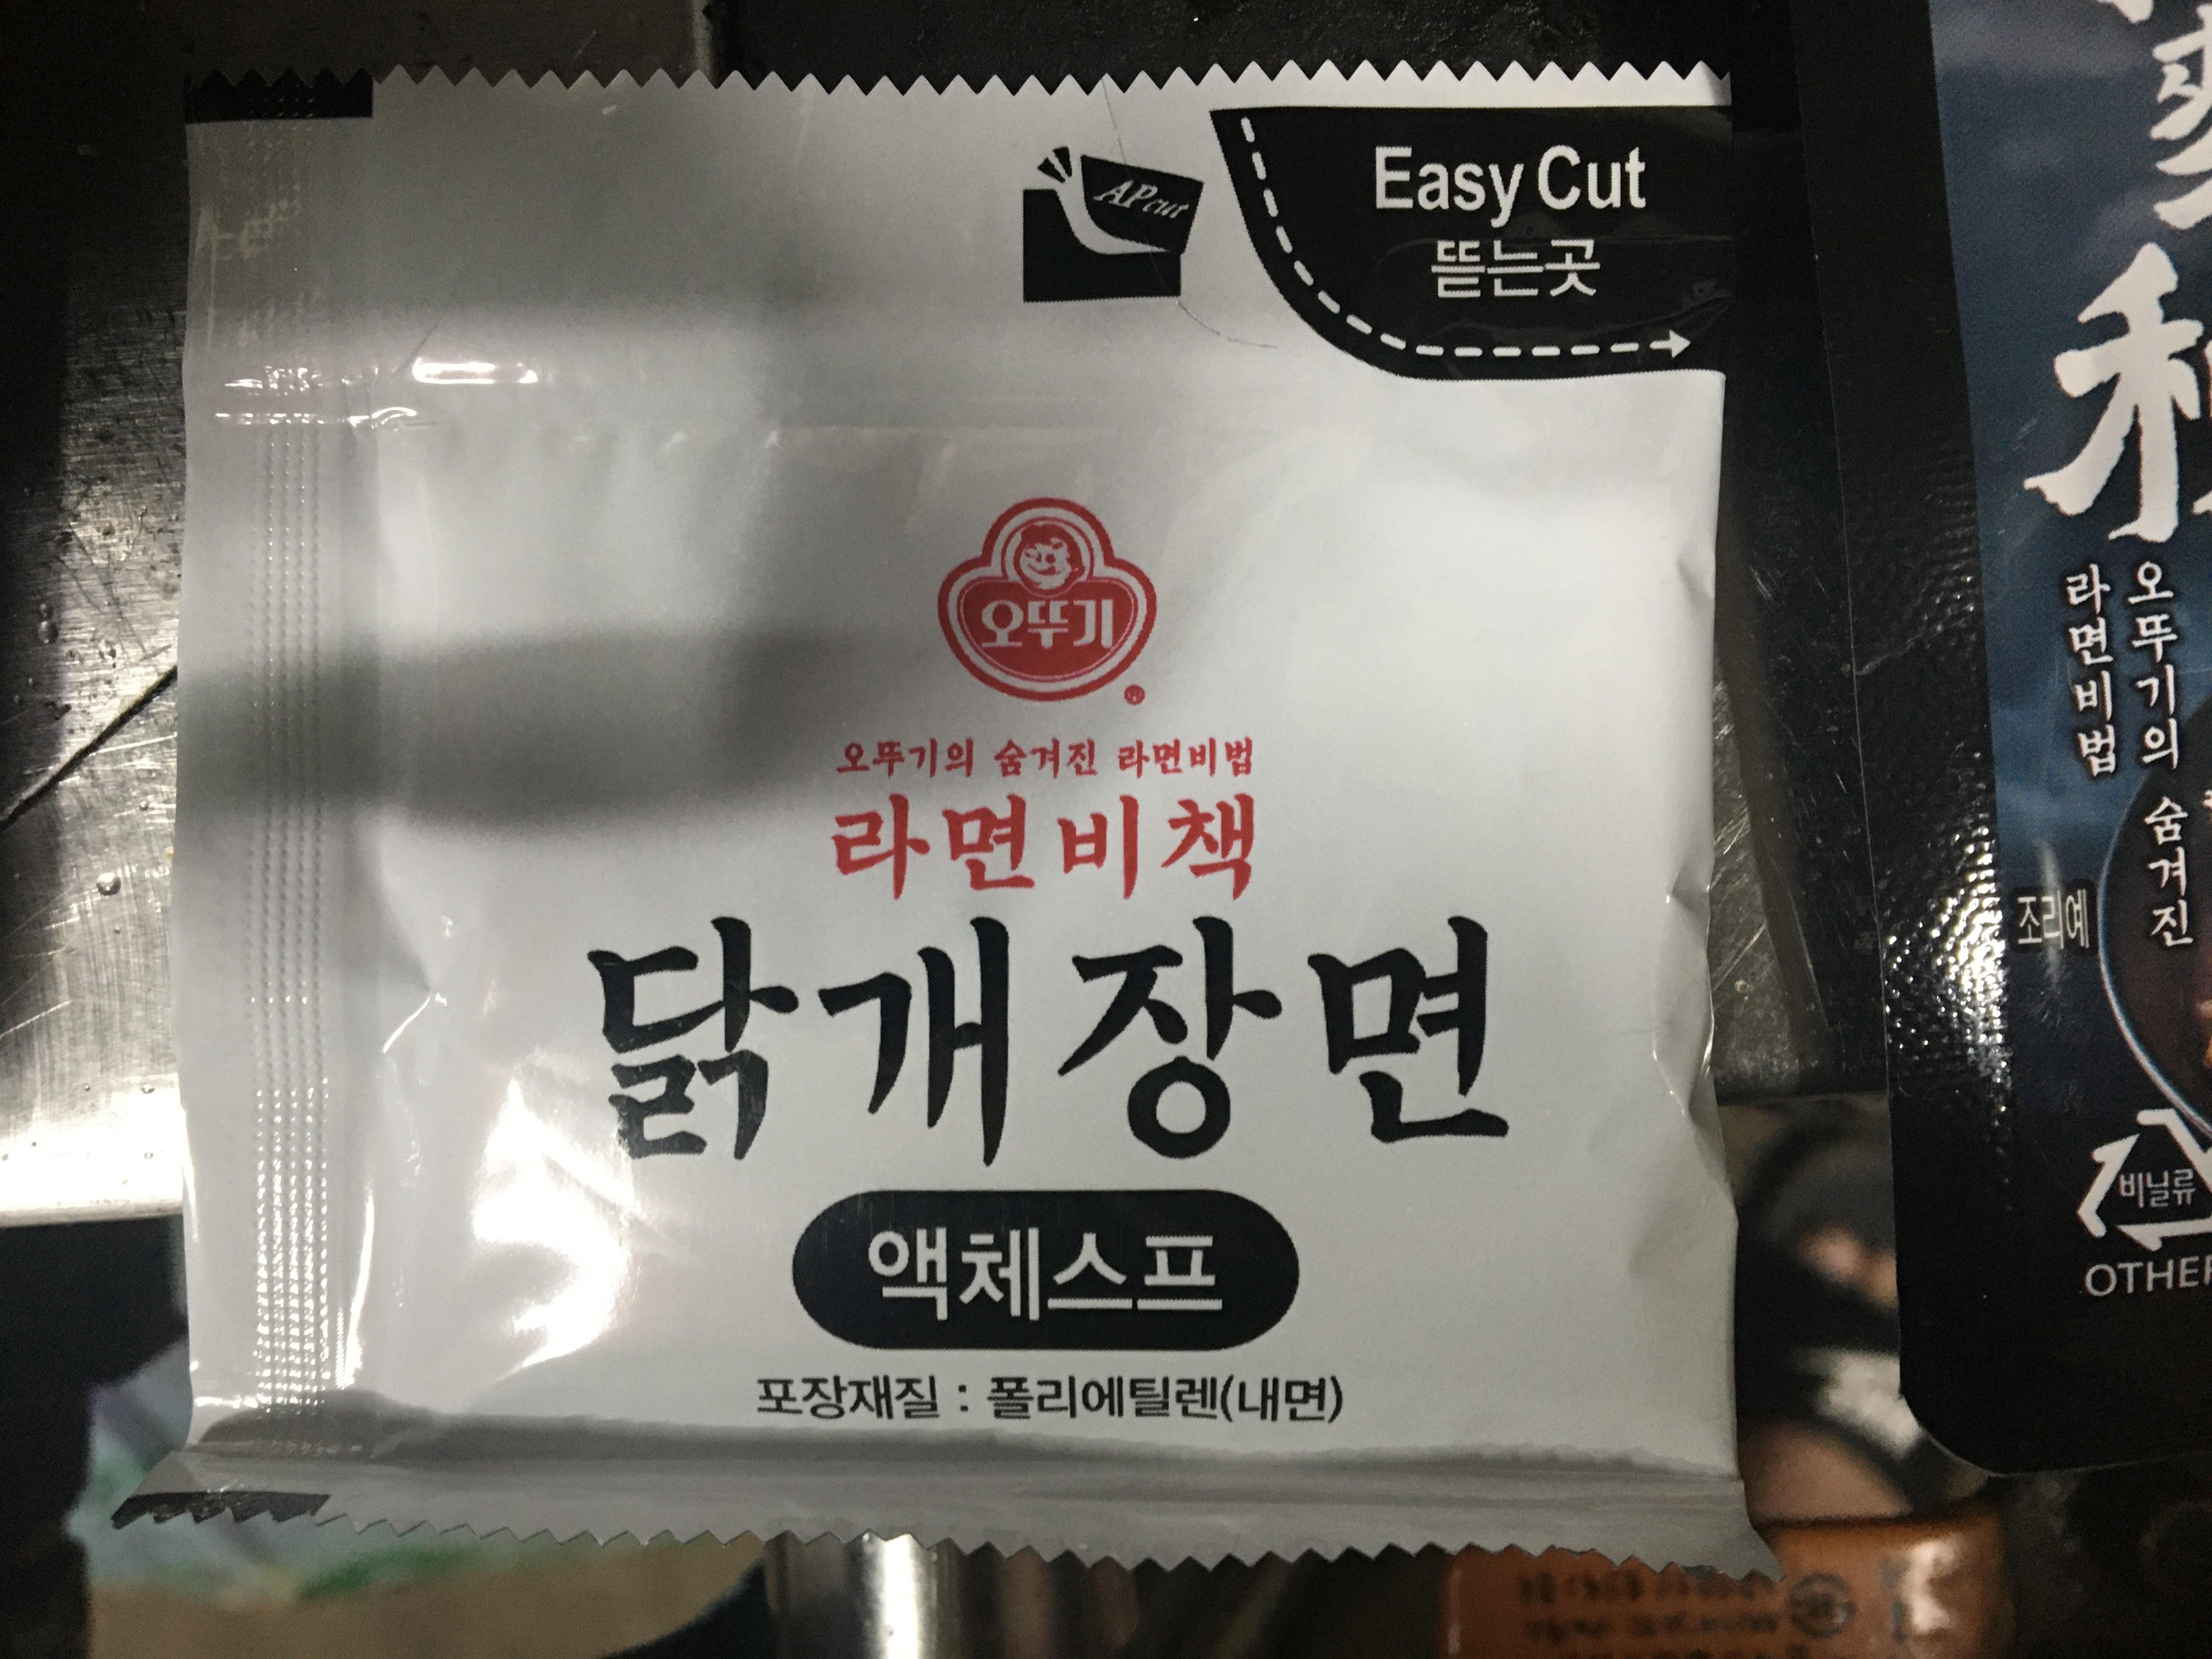 APcut
Easy Cut
뜯는곳
오뚜기
오뚜기의 숨겨진 라면비법
라면비책
닭개장면
액체스프
포장재질 : 폴리에틸렌(내면)
오뚜기의 숨겨진
라면비법
조리예
비닐류
OTHER